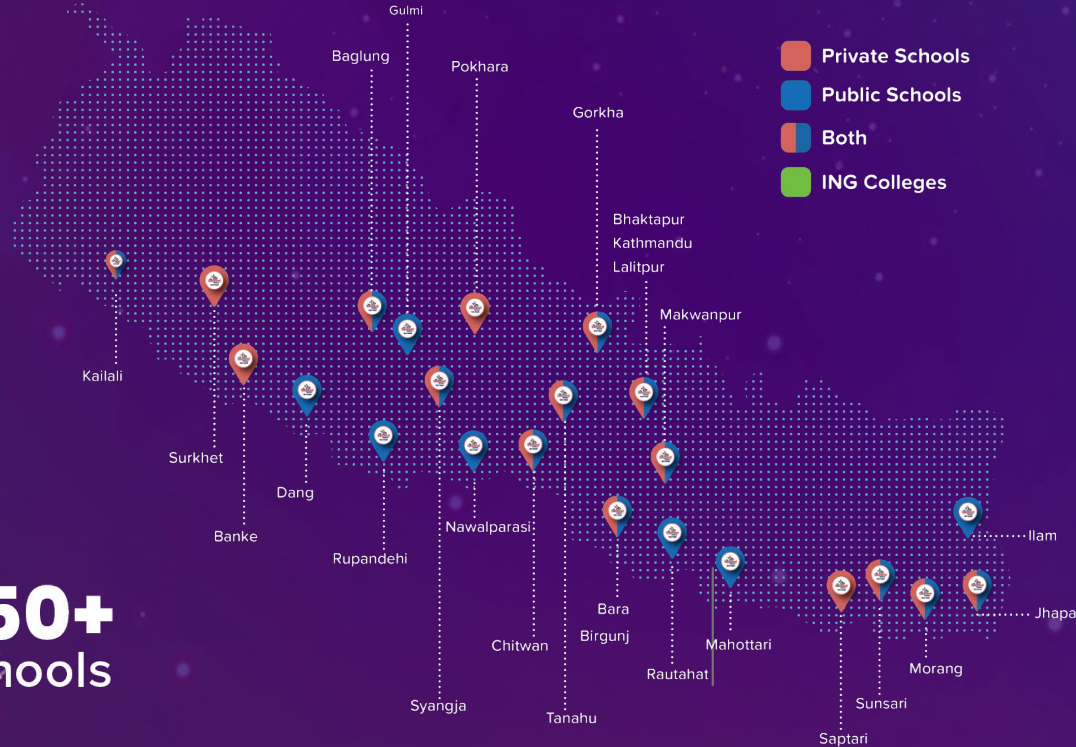 Gulmi
Baglung
Pokhara
Gorkha
Private Schools
Public Schools
Both
ING Colleges
Bhaktapur
Kathmandu
Lalitpur
Makwanpur
Kailali
Surkhet
Dang
Banke
Rupandehi
Nawalparasi
Ilam
Jhapa
Bara
Birgunj
Chitwan
Mahottari
Rautahat
Morang
Syangja
Tanahu
Sunsari
Saptari
50+
hools